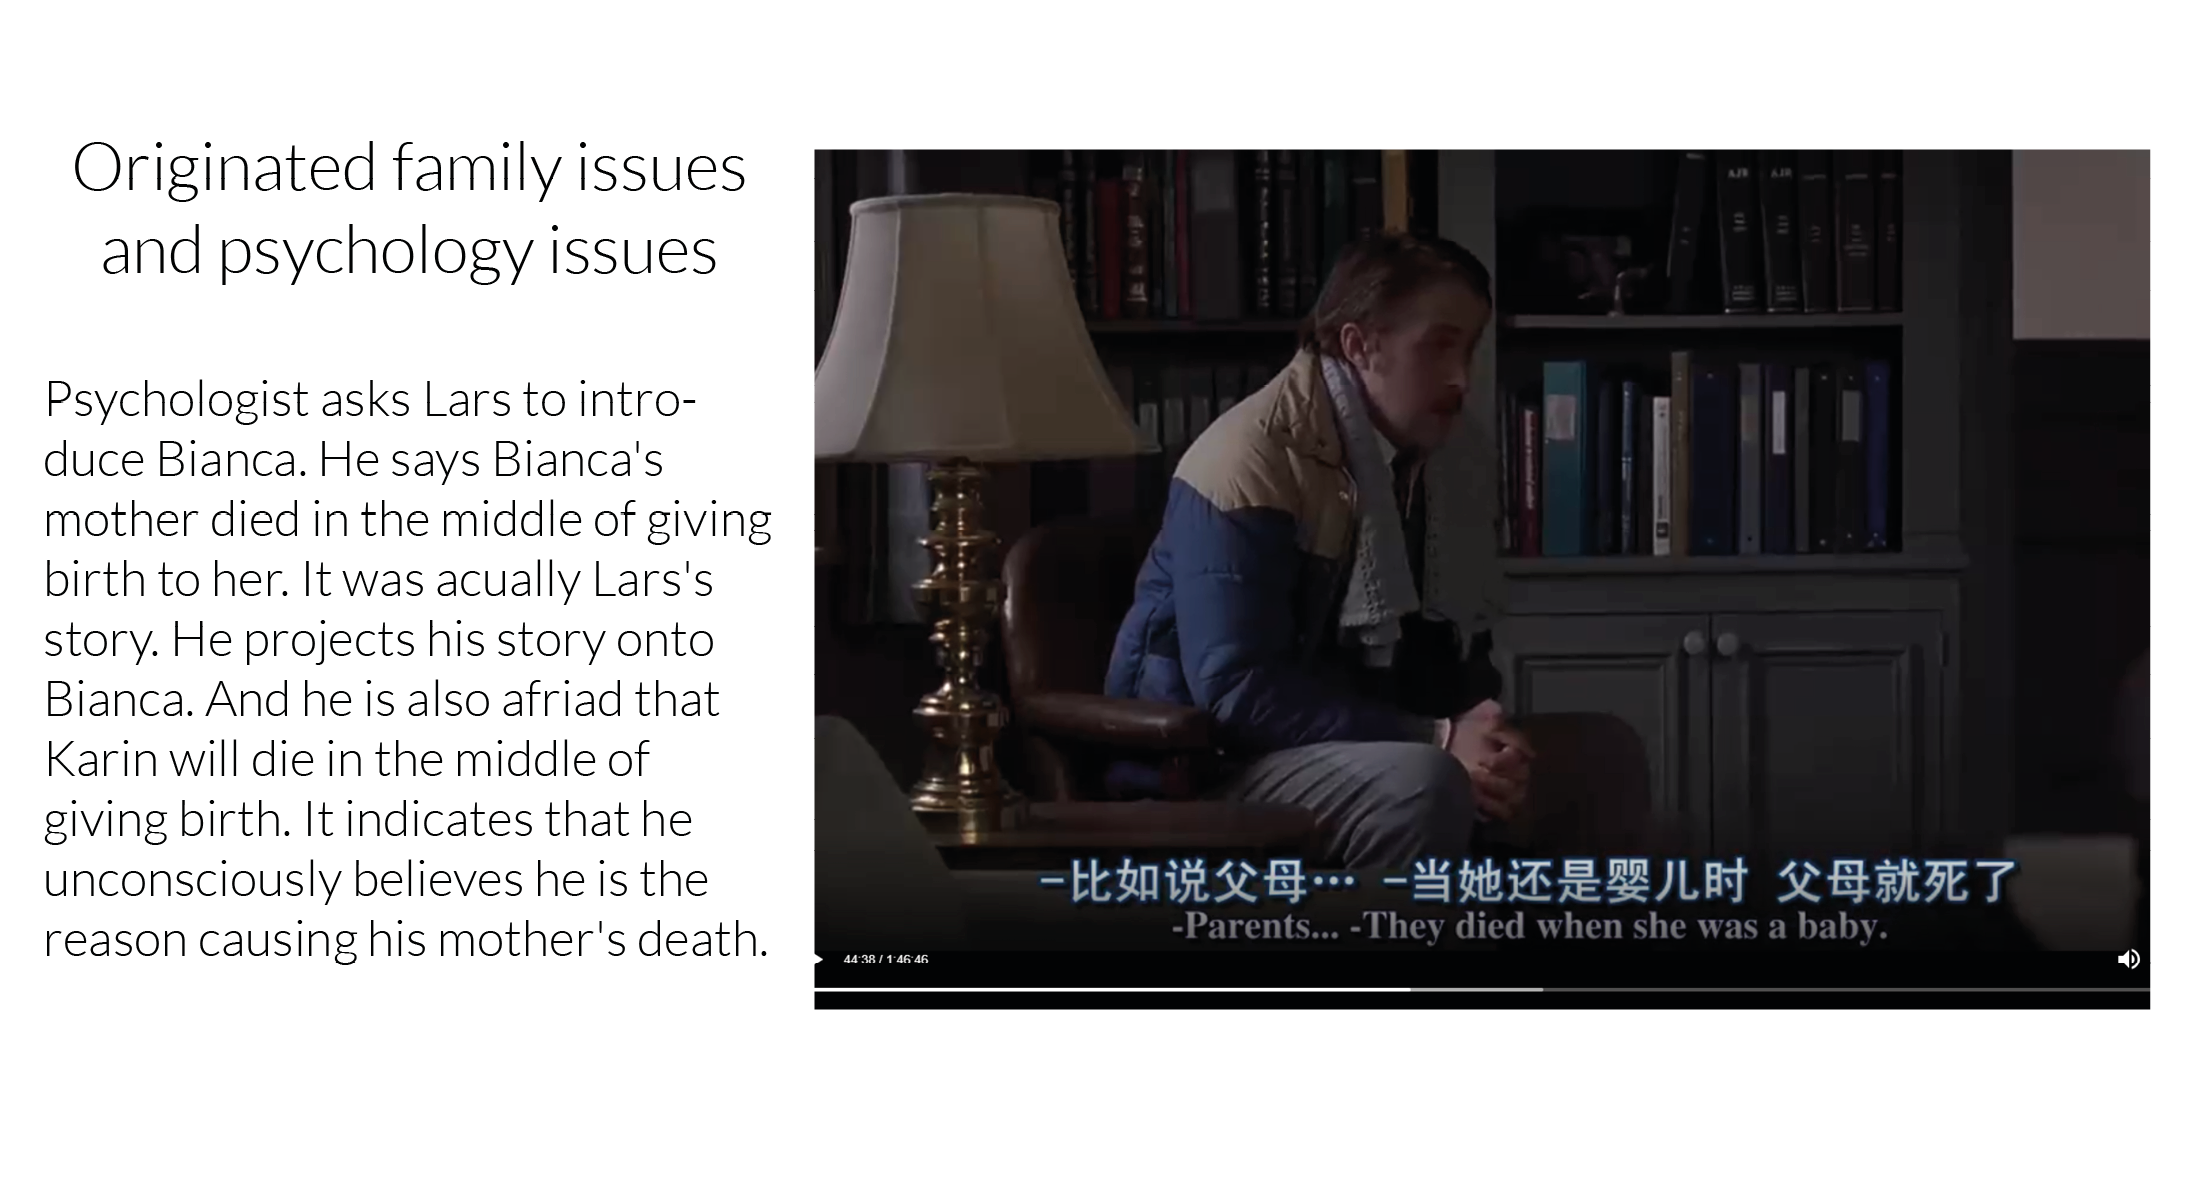 Originated family issues
and psychology issues
Psychologist asks Lars to intro-
duce Bianca. He says Bianca's
mother died in the middle of giving
birth to her. It was acually Lars's
story. He projects his story onto
Bianca. And he is also afriad that
Karin will die in the middle of
giving birth. It indicates that he
unconsciously believes he is the
reason causing his mother's death.
AJR AJR
-比如说父母… -当她还是婴儿时 父母就死了
-Parents... -They died when she was a baby.
44:38 / 1:46:46